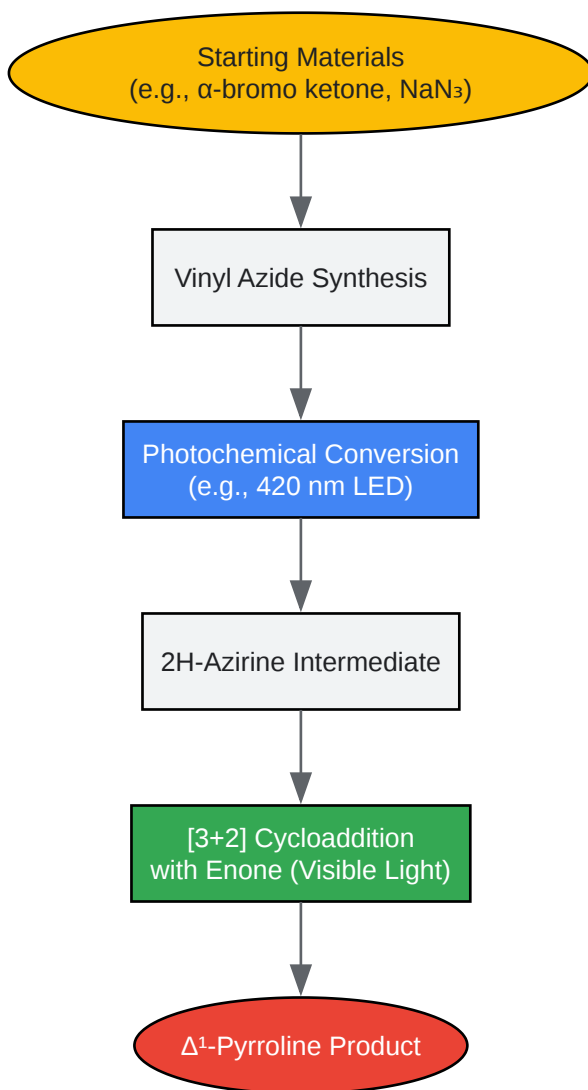 Starting Materials
(e.g., α-bromo ketone, NaN₃)
Vinyl Azide Synthesis
Photochemical Conversion
(e.g., 420 nm LED)
2H-Azirine Intermediate
[3+2] Cycloaddition
with Enone (Visible Light)
Δ¹-Pyrroline Product